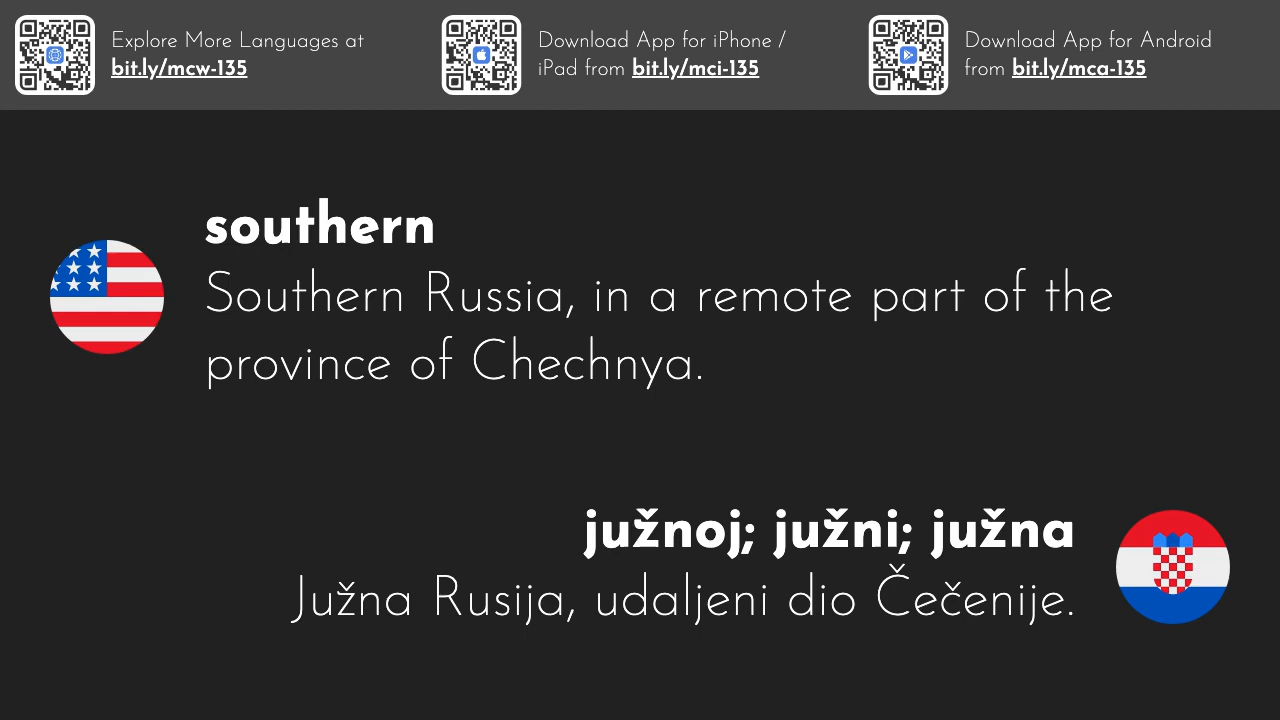 Explore More Languages at
bit.ly/mcw-135
Download App for iPhone /
iPad from bit.ly/mci-135
Download App for Android
from bit.ly/mca-135
southern
Southern Russia, in a remote part of the
province of Chechnya.
južnoj; južni; južna
Južna Rusija, udaljeni dio Čečenije.